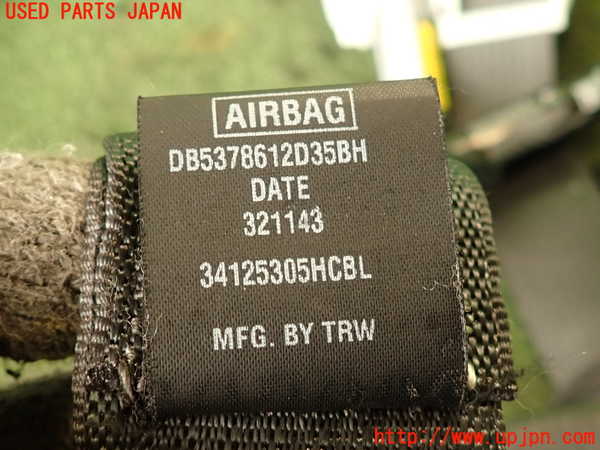 USED PARTS JAPAN
AIRBAG
DB5378612D35BH
DATE
321143
34125305HCBL
MFG. BY TRW
http://www.upjpn.com/